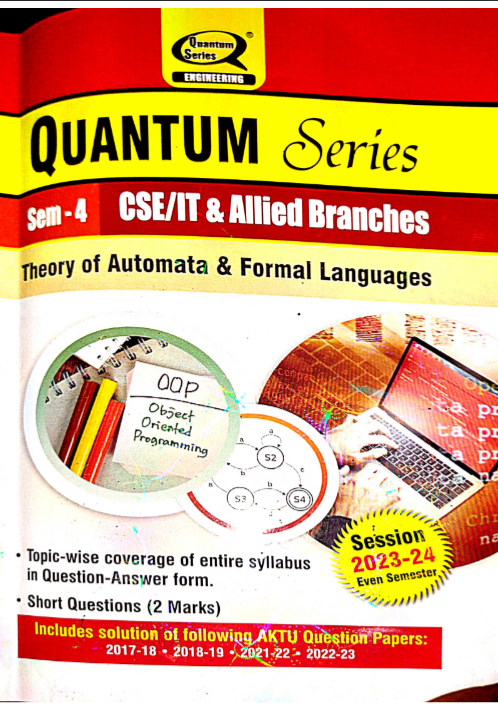 Quantum
Series
®
ENGINEERING
QUANTUM Series
Sem - 4 CSE/IT & Allied Branches
Theory of Automata & Formal Languages
OOP
Object
Oriented
Programming
S2
S3
S4
a
a
b
c
a
b
Session
2023-24
Even Semester
• Topic-wise coverage of entire syllabus
in Question-Answer form.
• Short Questions (2 Marks)
Includes solution of following AKTU Question Papers:
2017-18 • 2018-19 • 2021-22 • 2022-23